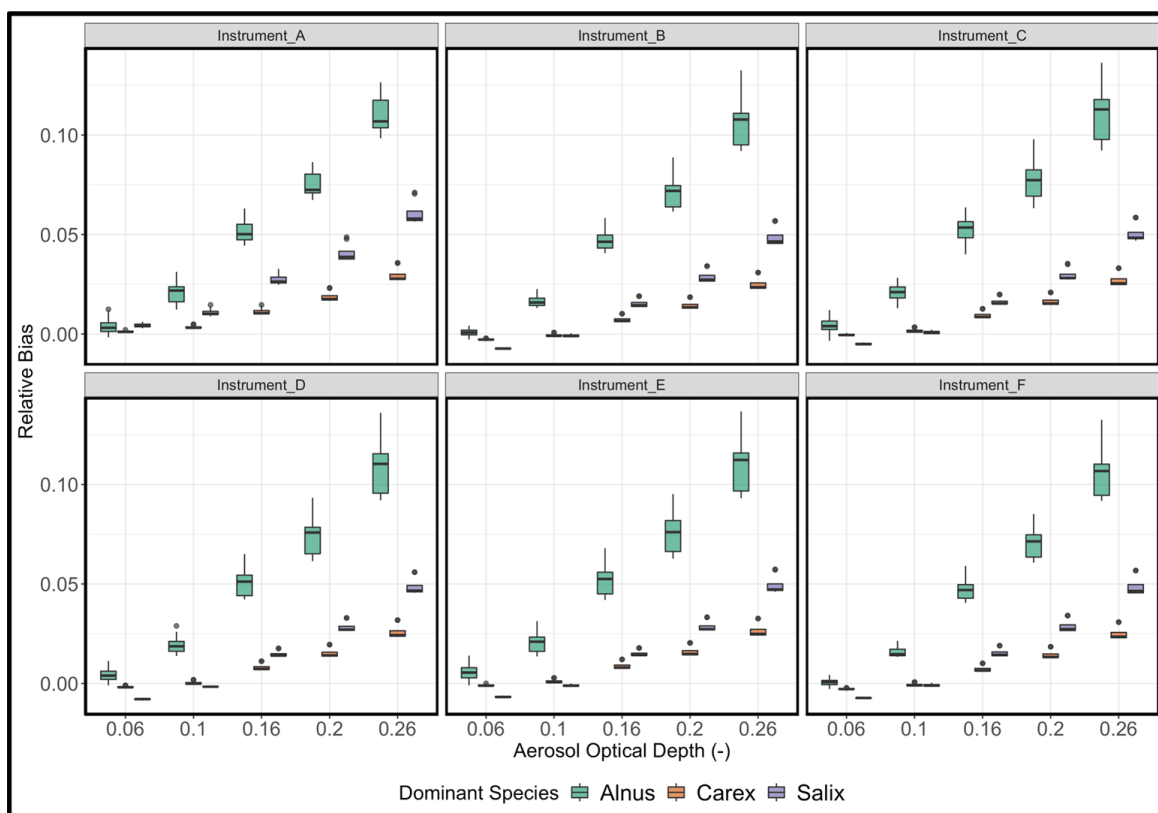 Instrument_A
Instrument_B
Instrument_C
0.10
0.05
0.00
Instrument_D
Instrument_E
Instrument_F
0.10
0.05
0.00
Relative Bias
0.06 0.1 0.16 0.2 0.26
0.06 0.1 0.16 0.2 0.26
0.06 0.1 0.16 0.2 0.26
Aerosol Optical Depth (-)
Dominant Species Alnus Carex Salix